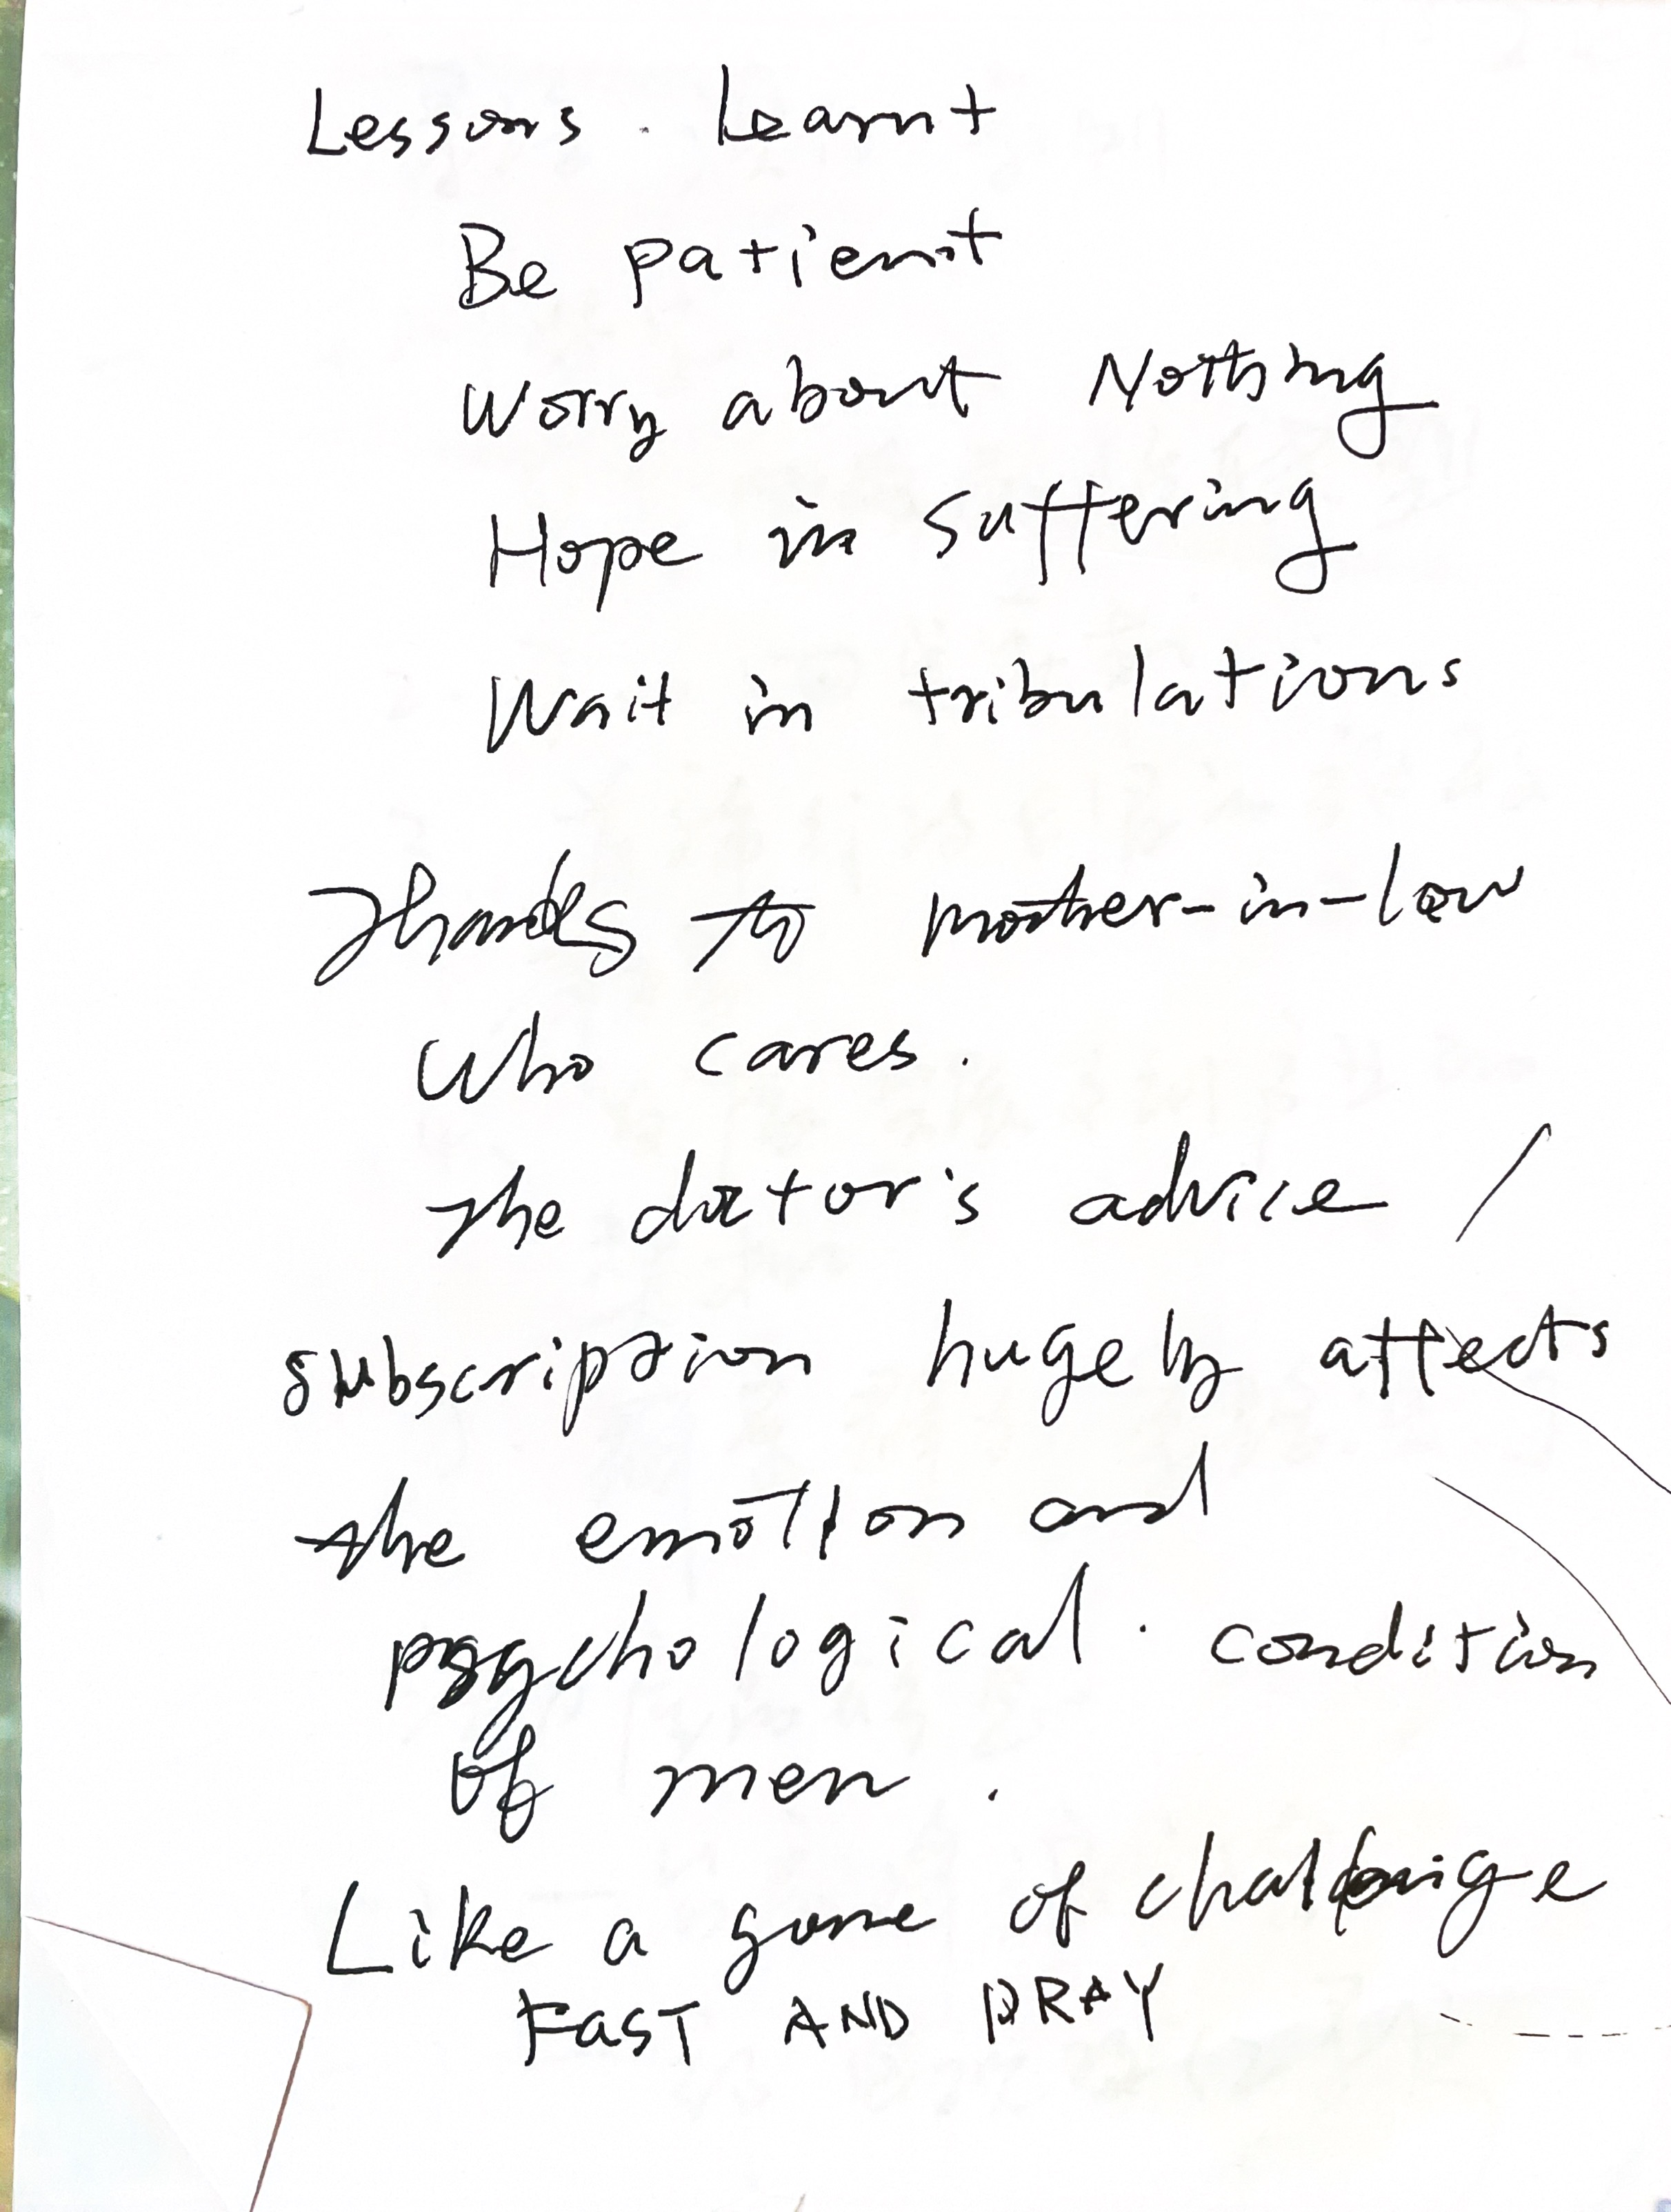 Lessons. Learnt
Be patient
Worry about Nothing
Hope in suffering
Wait in tribulations
Thanks to mother-in-law
who cares.
The doctor's advice /
subscription hugely affects
the emotion and
psychological. condition
of men.
Like a game of challenge
FAST AND PRAY